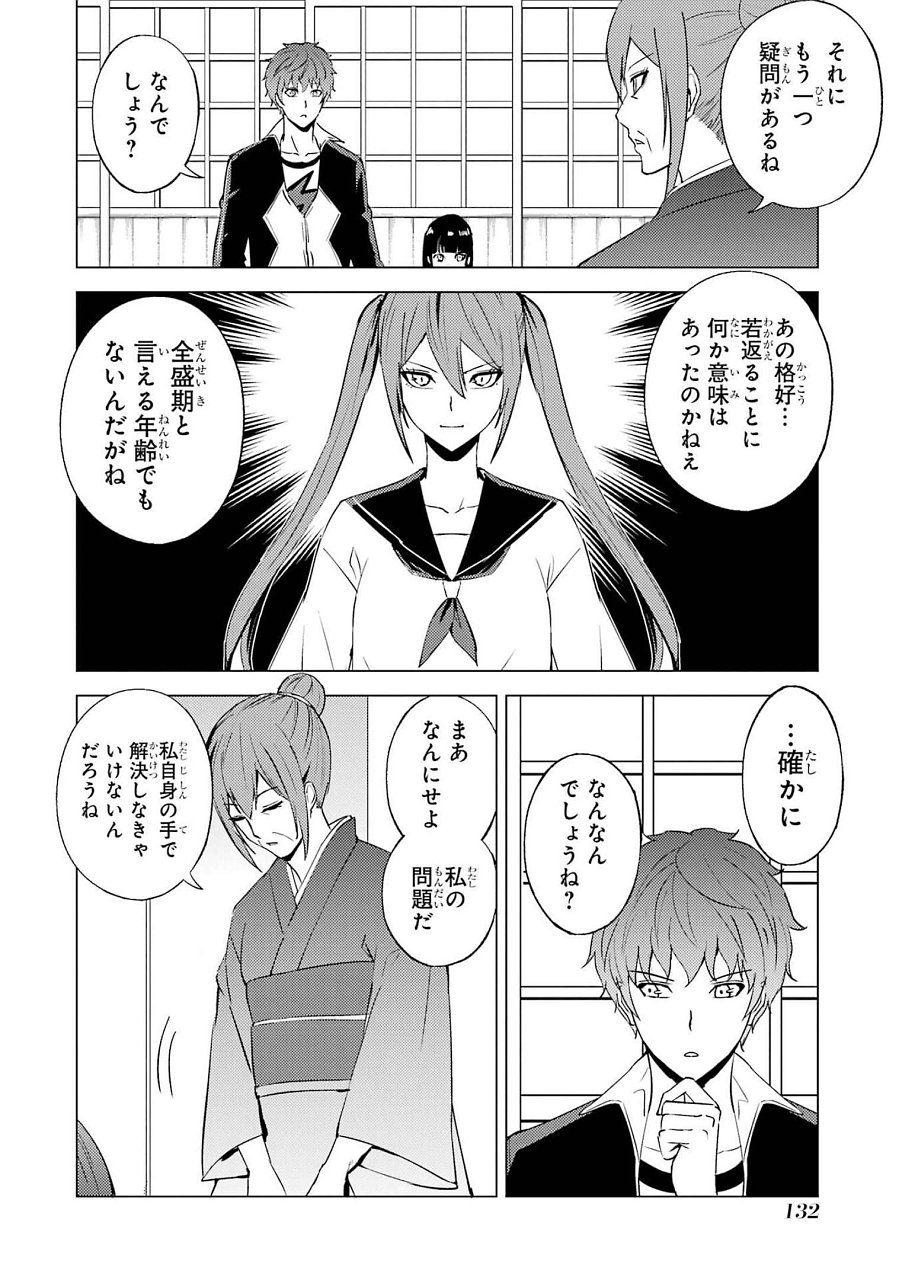 それに
もう一つ
疑問があるね
なんで
しょう？
あの格好…
若返ることに
何か意味は
あったのかねえ
全盛期と
言える年齢でも
ないんだがね
…確かに
なんなん
でしょうね？
まあ
なんにせよ
私の
問題だ
私自身の手で
解決しなきゃ
いけないん
だろうね
132